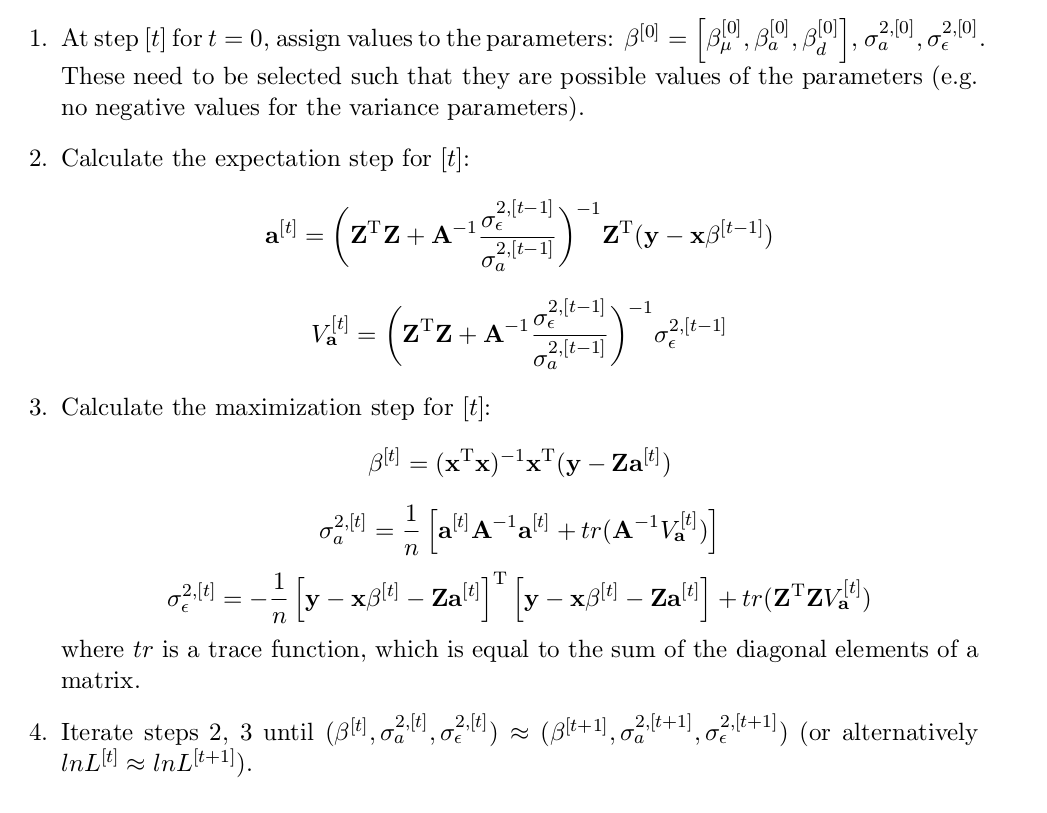 1. At step [t] for t = 0, assign values to the parameters: β^{[0]} = [β_μ^{[0]}, β_a^{[0]}, β_d^{[0]}], σ_a^{2,[0]}, σ_ϵ^{2,[0]}.
These need to be selected such that they are possible values of the parameters (e.g.
no negative values for the variance parameters).
2. Calculate the expectation step for [t]:
a^{[t]} = (Z^T Z + A^{-1} σ_ϵ^{2,[t-1]} / σ_a^{2,[t-1]})^{-1} Z^T(y − xβ^{[t-1]})
V_a^{[t]} = (Z^T Z + A^{-1} σ_ϵ^{2,[t-1]} / σ_a^{2,[t-1]})^{-1} σ_ϵ^{2,[t-1]}
3. Calculate the maximization step for [t]:
β^{[t]} = (x^T x)^{-1} x^T(y − Za^{[t]})
σ_a^{2,[t]} = 1/n [a^{[t]} A^{-1} a^{[t]} + tr(A^{-1} V_a^{[t]})]
σ_ϵ^{2,[t]} = −1/n [y − xβ^{[t]} − Za^{[t]}]^T [y − xβ^{[t]} − Za^{[t]}] + tr(Z^T Z V_a^{[t]})
where tr is a trace function, which is equal to the sum of the diagonal elements of a
matrix.
4. Iterate steps 2, 3 until (β^{[t]}, σ_a^{2,[t]}, σ_ϵ^{2,[t]}) ≈ (β^{[t+1]}, σ_a^{2,[t+1]}, σ_ϵ^{2,[t+1]}) (or alternatively
lnL^{[t]} ≈ lnL^{[t+1]}).